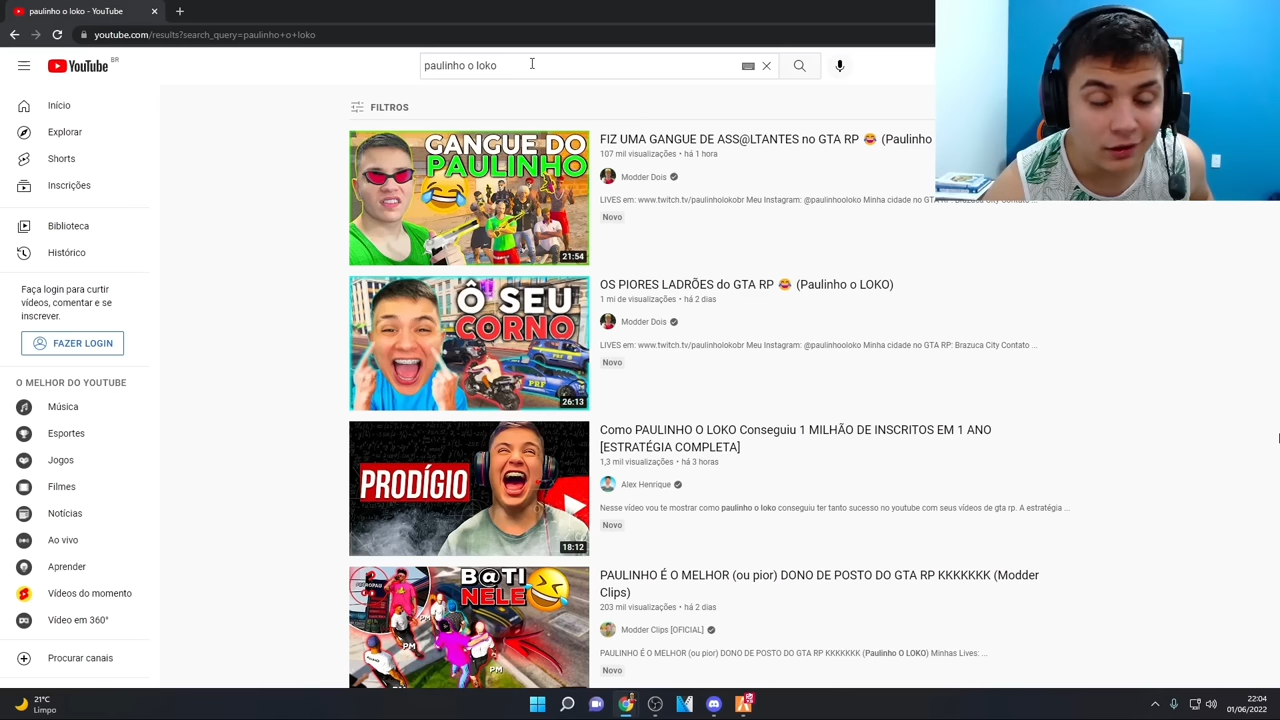 paulinho o loko - YouTube
youtube.com/results?search_query=paulinho+o+loko
YouTube BR
paulinho o loko
Início
Explorar
Shorts
Inscrições
Biblioteca
Histórico
Faça login para curtir
vídeos, comentar e se
inscrever.
FAZER LOGIN
O MELHOR DO YOUTUBE
Música
Esportes
Jogos
Filmes
Notícias
Ao vivo
Aprender
Vídeos do momento
Vídeo em 360°
Procurar canais
FILTROS
GANGUE DO
PAULINHO
21:54
FIZ UMA GANGUE DE ASS@LTANTES no GTA RP 😂 (Paulinho
107 mil visualizações • há 1 hora
Modder Dois
LIVES em: www.twitch.tv/paulinholokobr Meu Instagram: @paulinhooloko Minha cidade no GTA RP: Brazuca City Contato ...
Novo
Ô SEU
CORNO
PRF
PRF
26:13
OS PIORES LADRÕES do GTA RP 😂 (Paulinho o LOKO)
1 mi de visualizações • há 2 dias
Modder Dois
LIVES em: www.twitch.tv/paulinholokobr Meu Instagram: @paulinhooloko Minha cidade no GTA RP: Brazuca City Contato ...
Novo
PRODÍGIO
18:12
Como PAULINHO O LOKO Conseguiu 1 MILHÃO DE INSCRITOS EM 1 ANO
[ESTRATÉGIA COMPLETA]
1,3 mil visualizações • há 3 horas
Alex Henrique
Nesse vídeo vou te mostrar como paulinho o loko conseguiu ter tanto sucesso no youtube com seus vídeos de gta rp. A estratégia ...
Novo
B@TI
NELE
PM
PM
PAULINHO É O MELHOR (ou pior) DONO DE POSTO DO GTA RP KKKKKKK (Modder
Clips)
203 mil visualizações • há 2 dias
Modder Clips [OFICIAL]
PAULINHO É O MELHOR (ou pior) DONO DE POSTO DO GTA RP KKKKKKK (Paulinho O LOKO) Minhas Lives: ...
Novo
21°C
Limpo
22:04
01/06/2022